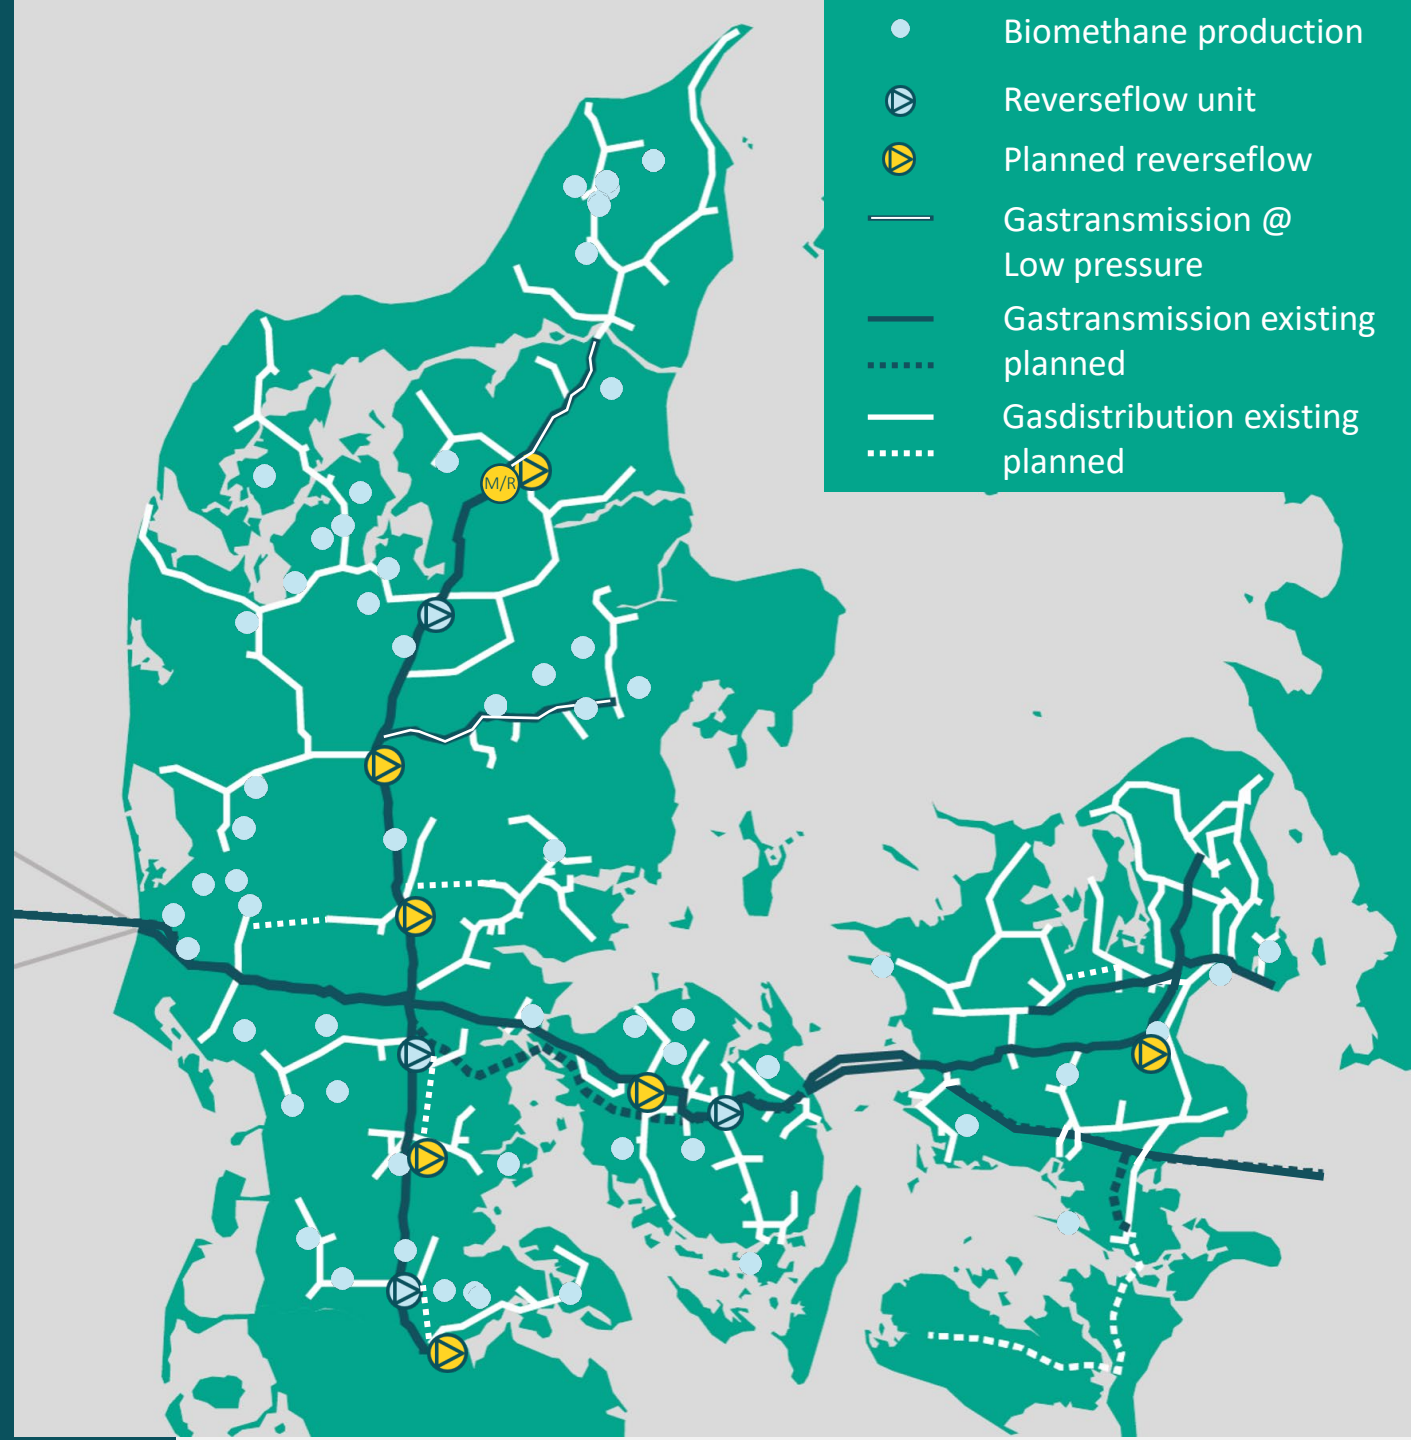 Biomethane production
Reverseflow unit
Planned reverseflow
Gastransmission @
Low pressure
Gastransmission existing
planned
Gasdistribution existing
planned
M/R